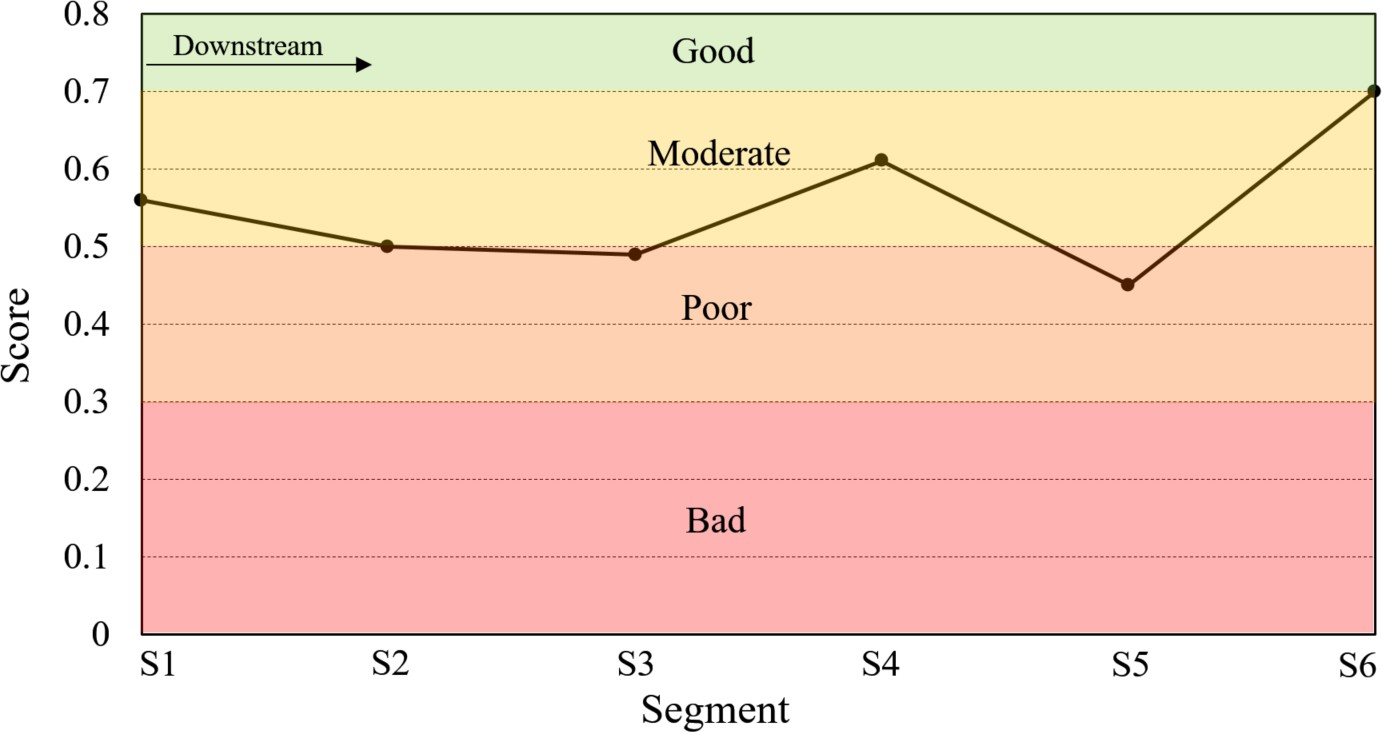 0.8
Downstream
Good
0.7
Moderate
0.6
0.5
Poor
0.4
Score
0.3
0.2
Bad
0.1
0
S1 S2 S3 S4 S5 S6
Segment